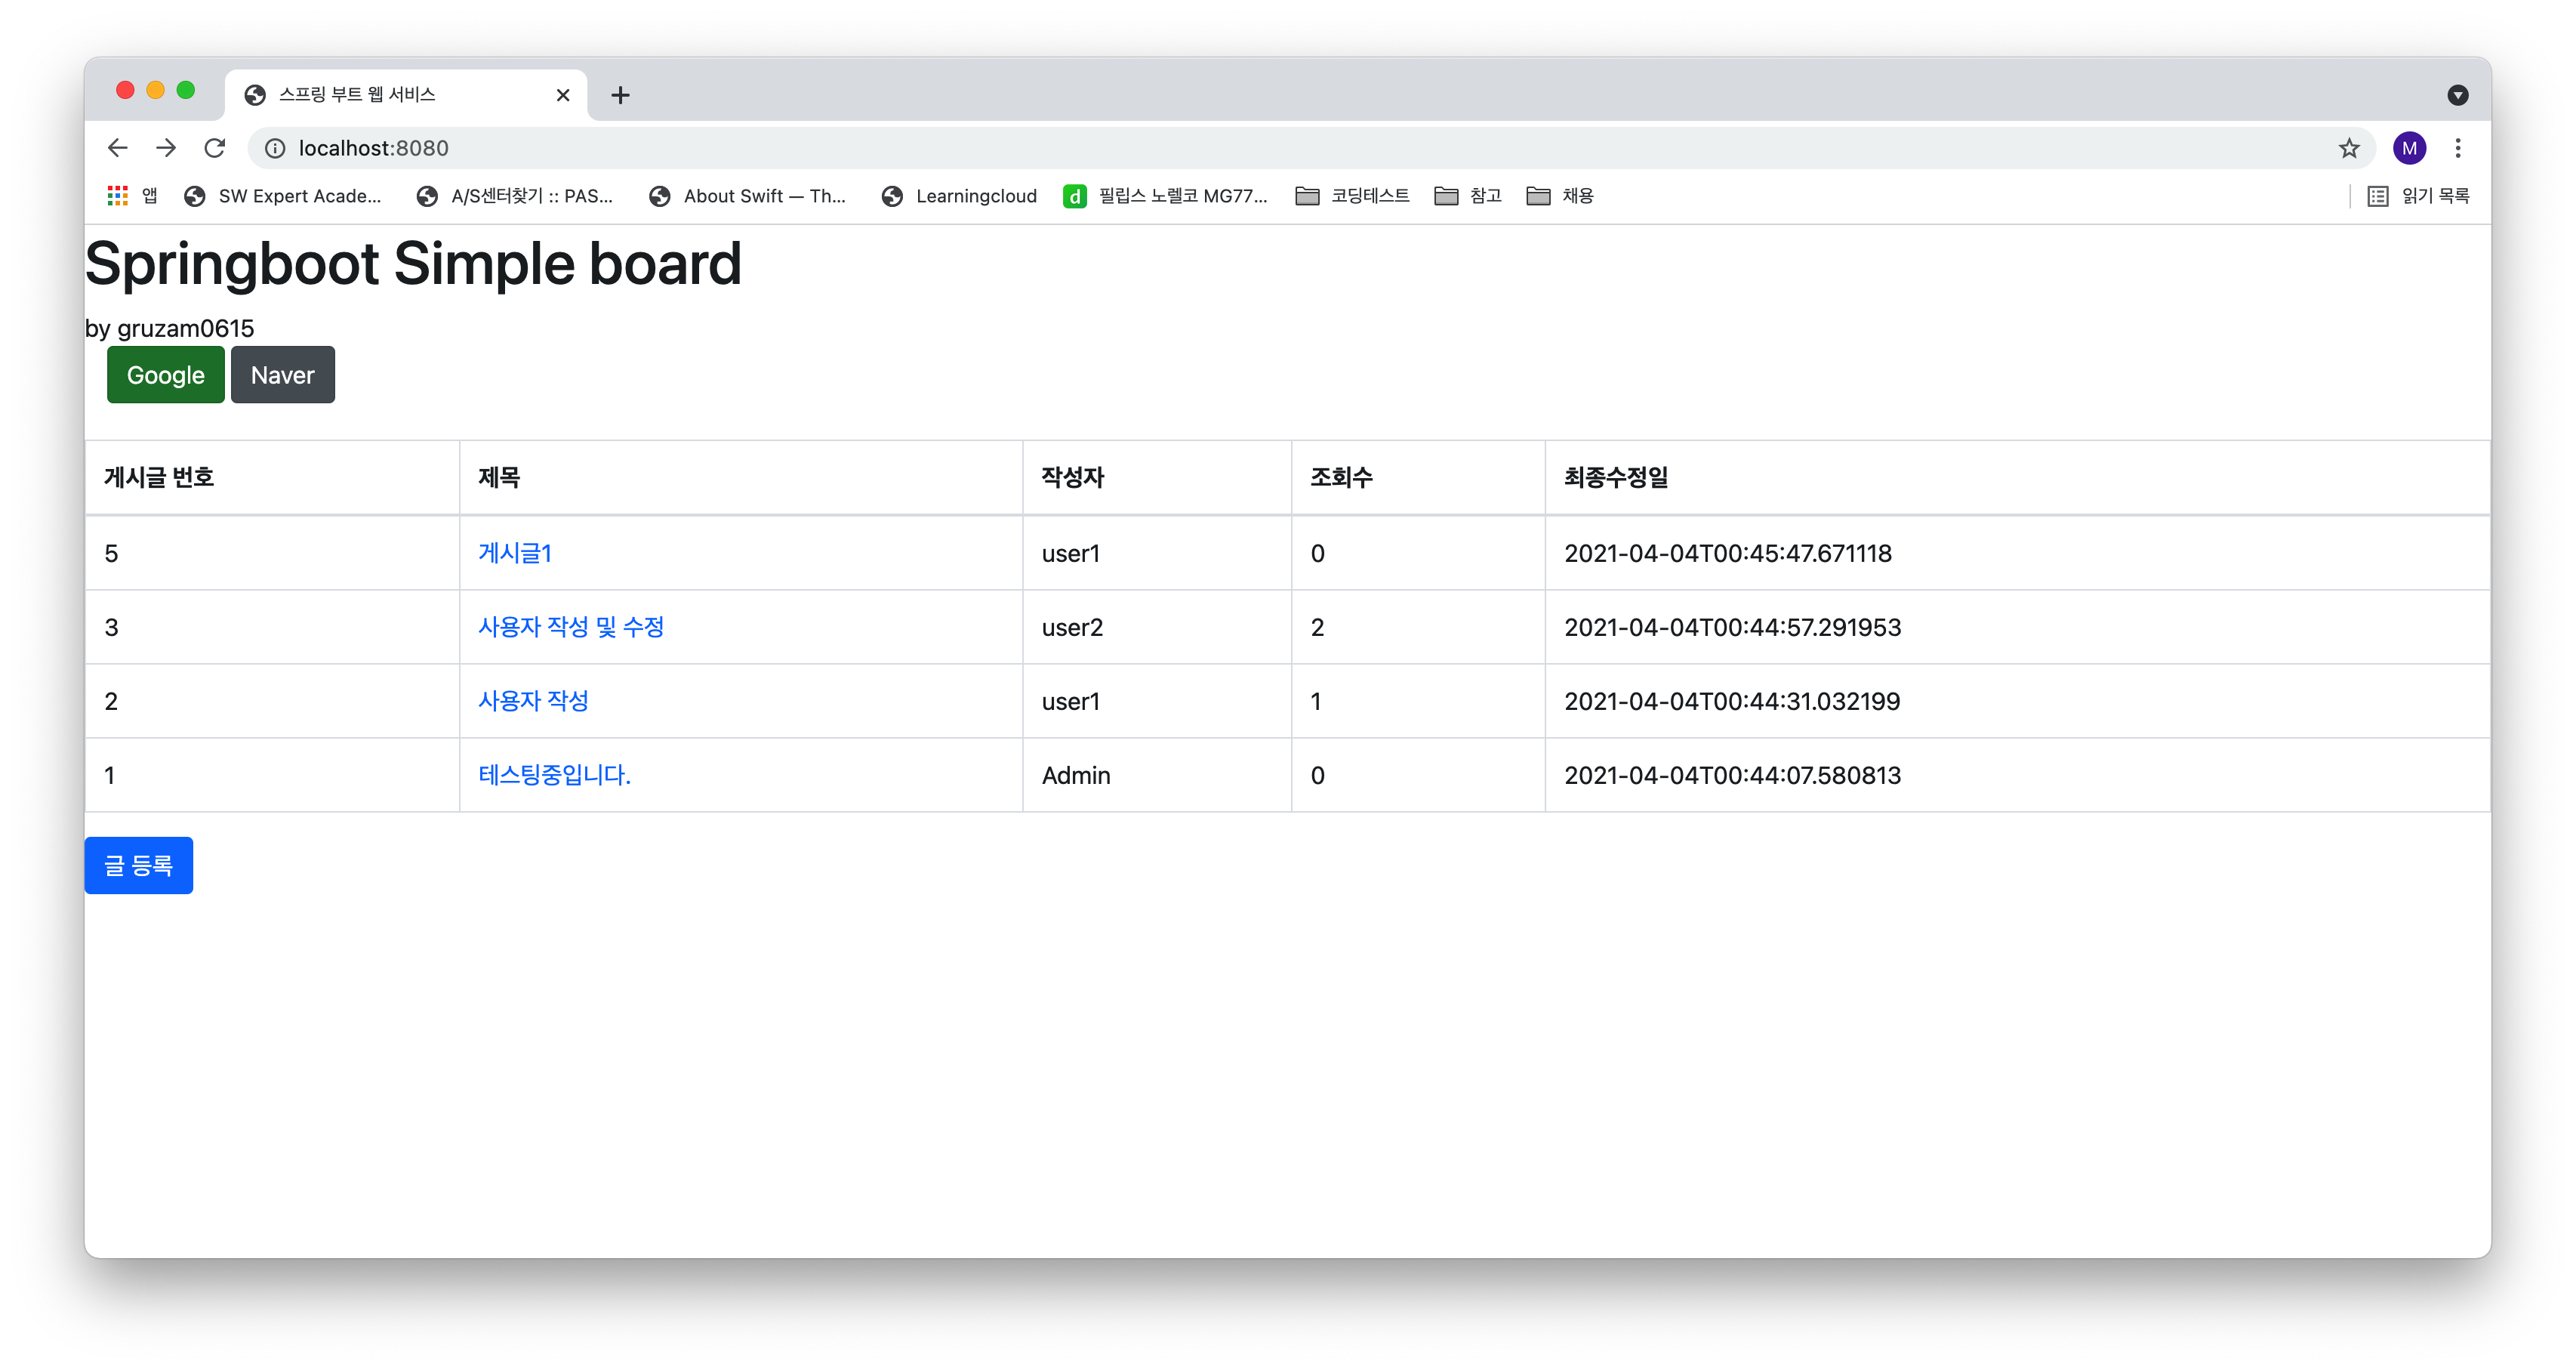 스프링 부트 웹 서비스
localhost:8080
앱 SW Expert Acade... A/S센터찾기 :: PAS... About Swift — Th... Learningcloud d 필립스 노렐코 MG77... 코딩테스트 참고 채용 읽기 목록
M
Springboot Simple board
by gruzam0615
Google Naver
게시글 번호 제목 작성자 조회수 최종수정일
5 게시글1 user1 0 2021-04-04T00:45:47.671118
3 사용자 작성 및 수정 user2 2 2021-04-04T00:44:57.291953
2 사용자 작성 user1 1 2021-04-04T00:44:31.032199
1 테스팅중입니다. Admin 0 2021-04-04T00:44:07.580813
글 등록